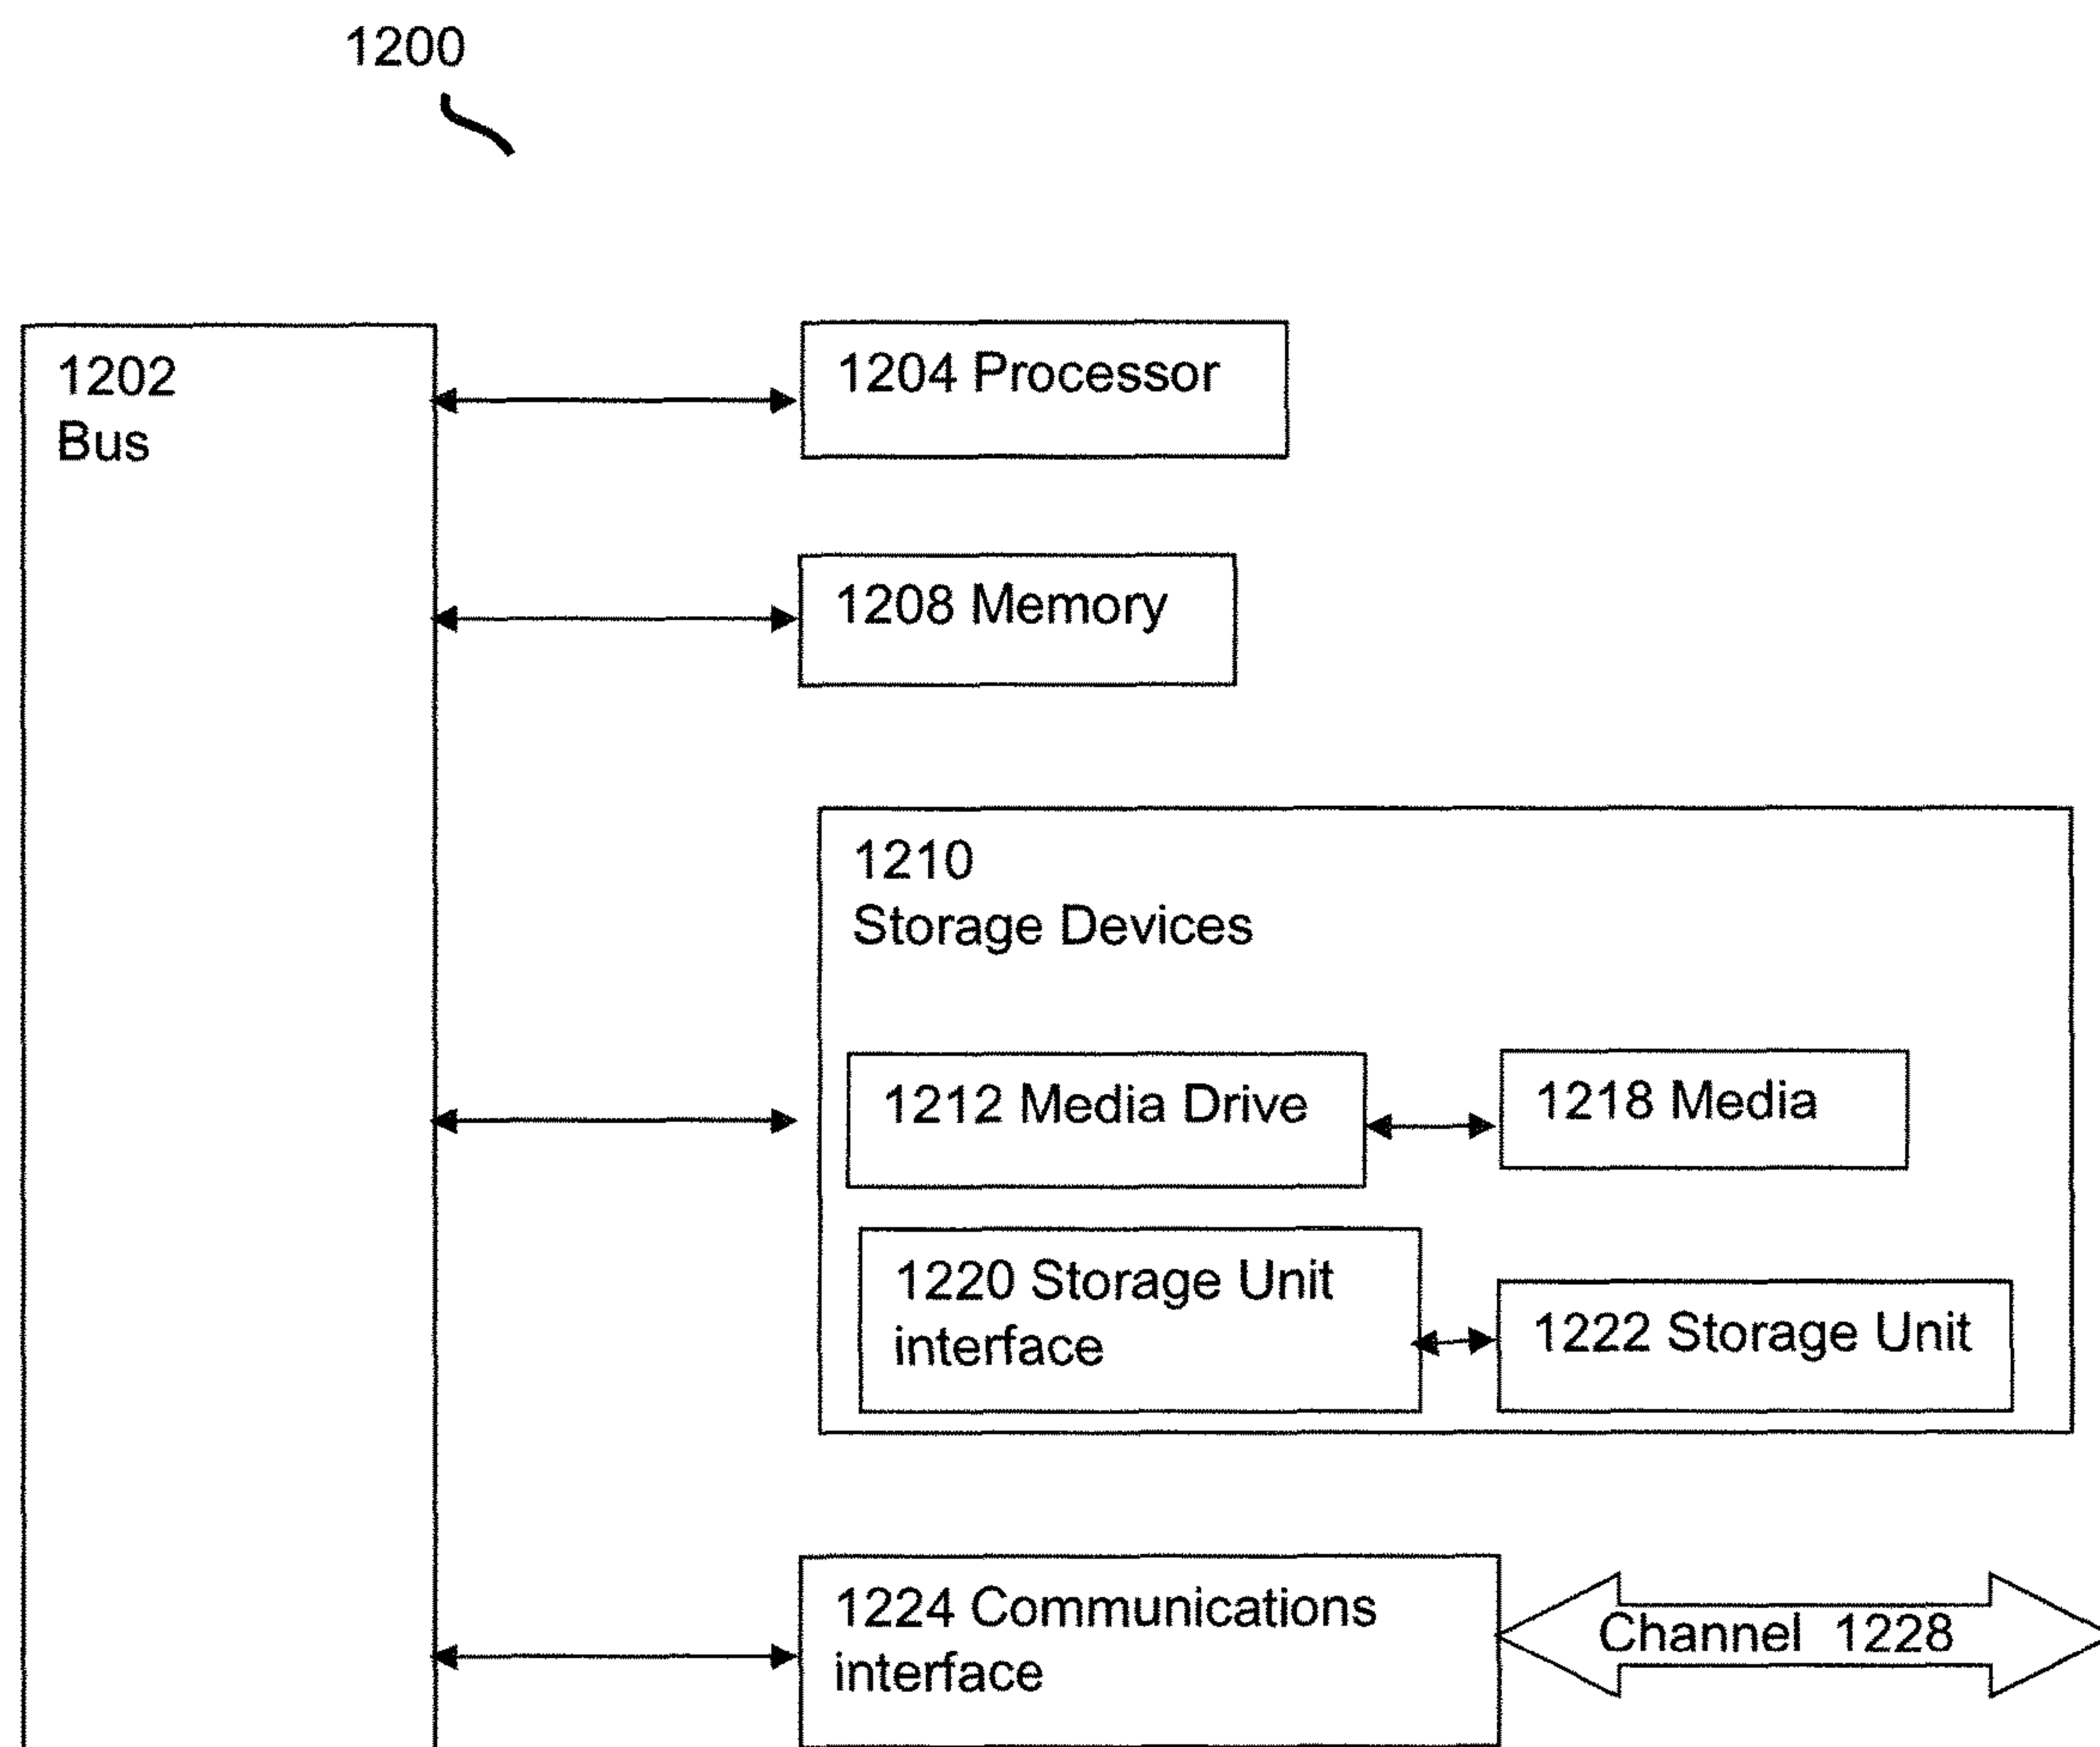 1200
1202
Bus
1204 Processor
1208 Memory
1210
Storage Devices
1212 Media Drive
1218 Media
1220 Storage Unit
interface
1222 Storage Unit
1224 Communications
interface
Channel 1228